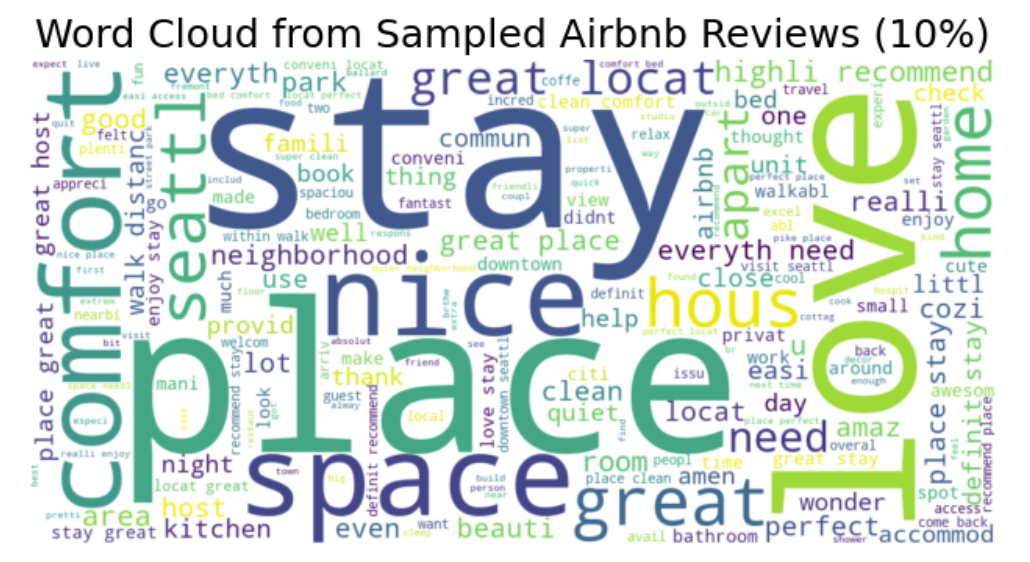 Word Cloud from Sampled Airbnb Reviews (10%)
expect
live
fun
everyth
conveni locat
ballard
park
great locat
comfort bed
highli recommend
travel
check
comfort
easi access
fremont
bed comfort
locat perfect
food
two
incred
coffe
clean comfort
studio
outsid
car
bed
one
experi
quit
good
felt
plenti
seattl
stay
famili
super clean
commun
super
list
relax
way
thought
love
home
garden
great host
walk distanc
street park
book
conveni
thing
spaciou
fantast
friendli
coupl
properti
quick
view
didnt
airbnb
apart
recommend
unit
perfect place
walkabl
realli
stay seattl
set
appreci
includ
made
go
enjoy stay
bedroom
well
respons
great place
excel
abl
pike place
enjoy
kind
nice place
first
within walk
neighborhood
quiet neighborhood
downtown
everyth need
visit seattl
cute
extrem
nearbi
much
use
floor
nice
definit
found
close
cool
hospit
littl
small
cozi
visit
bit
provid
welcom
absolut
brthe
extra
help
hous
perfect locat
privat
cook
cottag
place great
space needl
mani
place
lot
arriv
make
thank
friend
see
love stay
downtown seattl
citi
issu
br
work
easi
u
back
around
decor
enough
place stay
definit stay
awesom
recommend stay
look
guest
alway
local
clean
quiet
next time
day
locat
place perfect
amaz
especi
take
restaur
got
find
need
overal
realli enjoy
night
space
definit recommend
town
big
build
person
near
room
peopl
place clean
time
amen
great stay
spot
feel
recommend place
best
locat great
great
wonder
access
pretti
area
host
stay great
kitchen
even
sleep
want
beauti
avail
bathroom
perfect
shower
come back
accommod